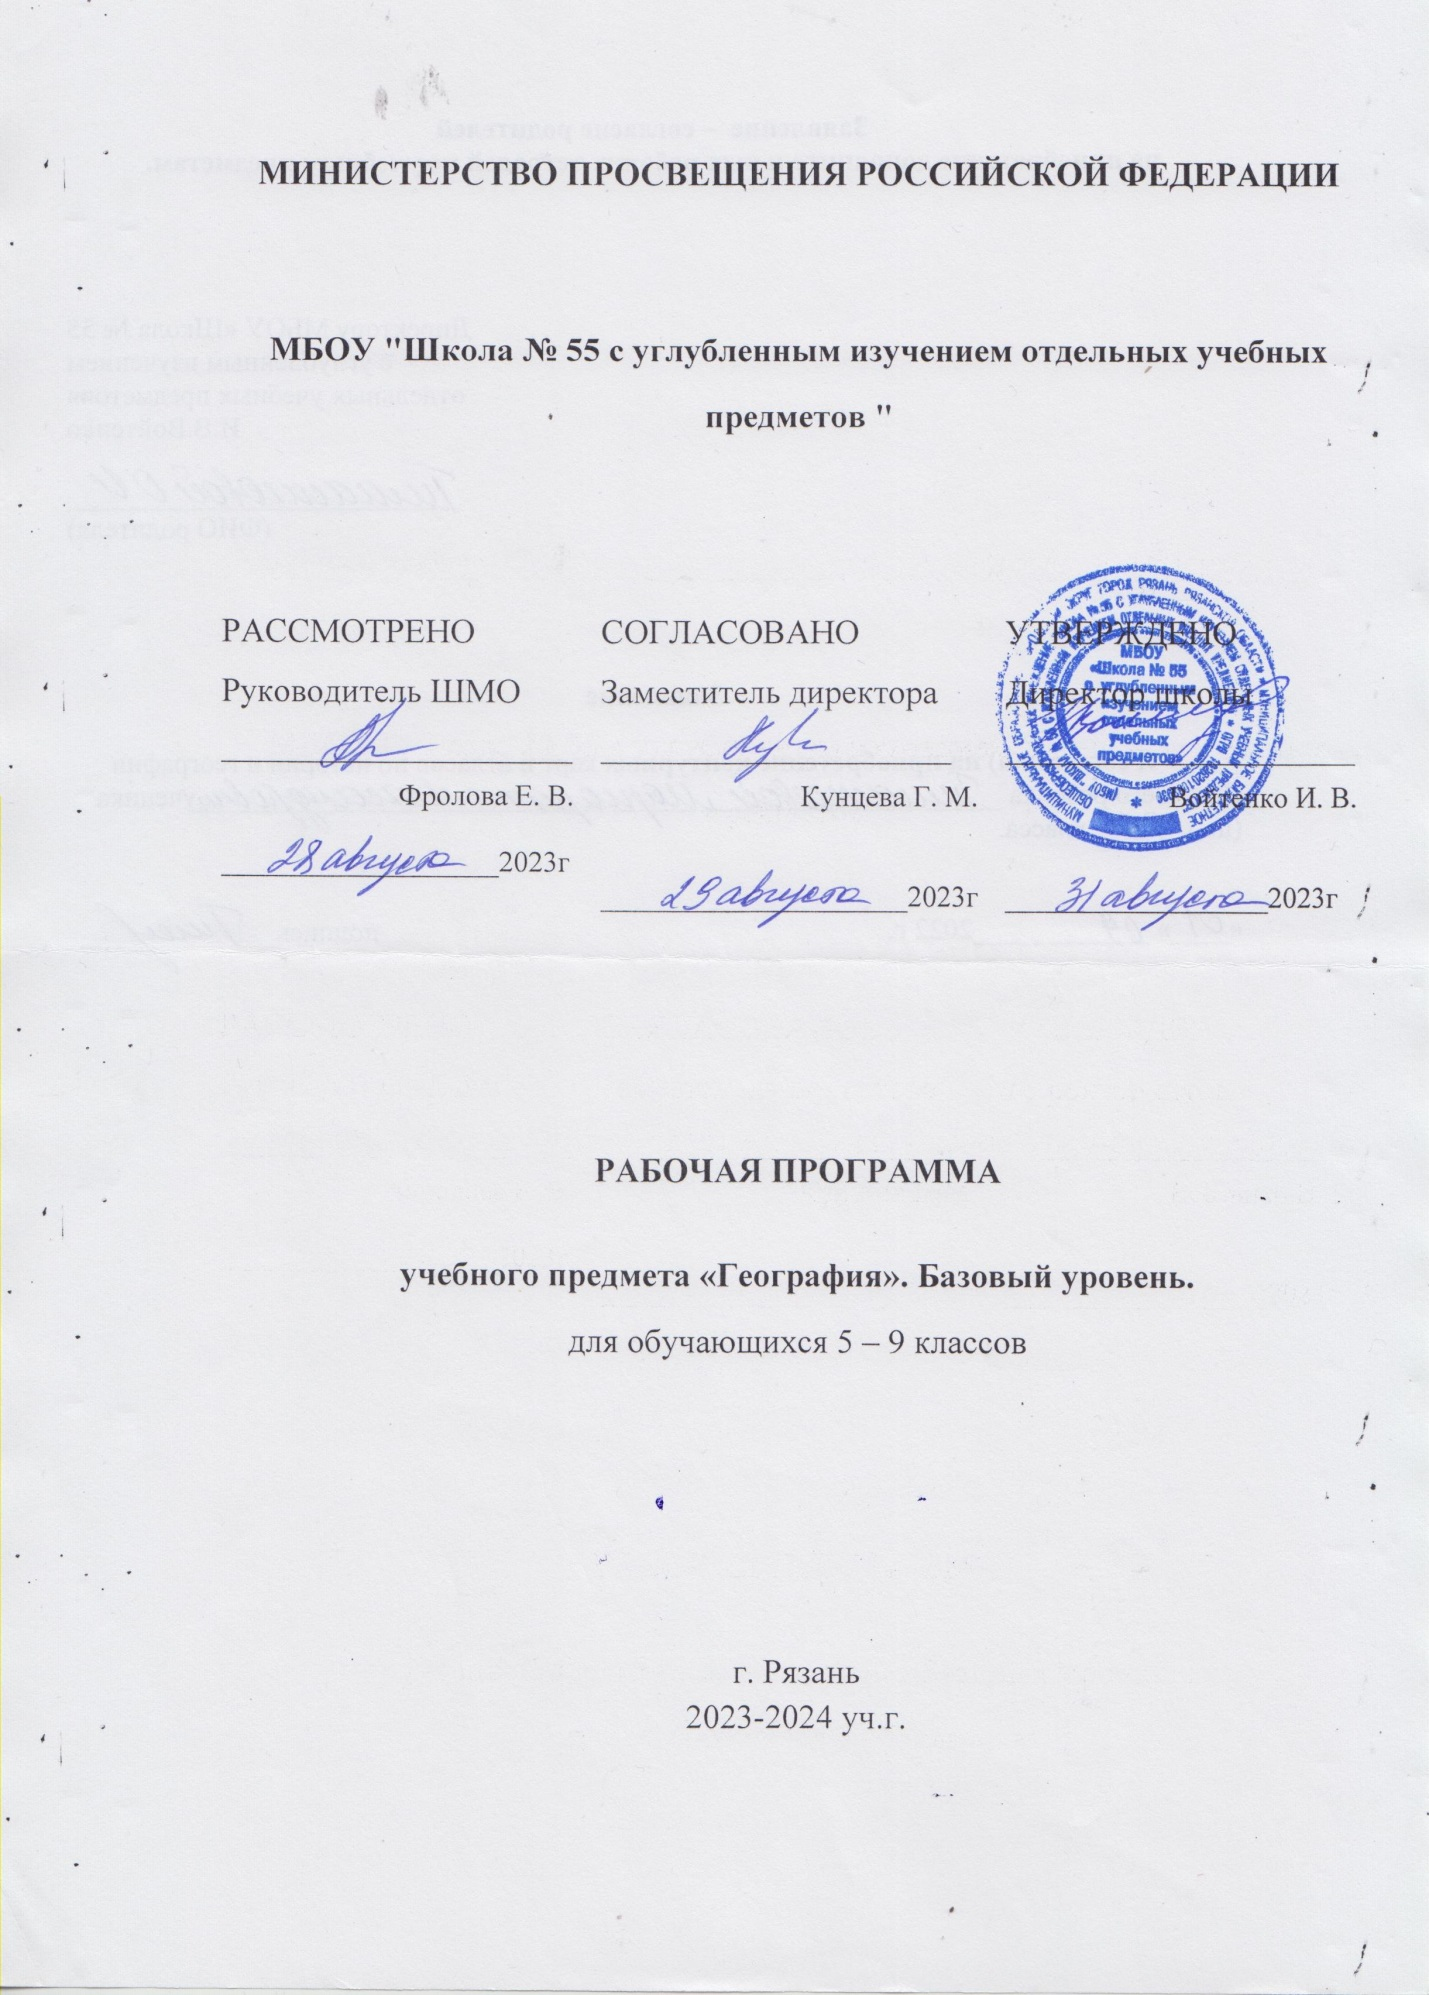 МИНИСТЕРСТВО ПРОСВЕЩЕНИЯ РОССИЙСКОЙ ФЕДЕРАЦИИ
МБОУ "Школа № 55 с углубленным изучением отдельных учебных
предметов "
РАССМОТРЕНО
Руководитель ШМО
Фролова Е. В.
28 августа 2023г
СОГЛАСОВАНО
Заместитель директора
Кунцева Г. М.
29 августа 2023г
УТВЕРЖДЕНО
Директор школы
Войтенко И. В.
31 августа 2023г
МБОУ
«Школа № 55
с углубленным
изучением
отдельных
учебных
предметов»
РАБОЧАЯ ПРОГРАММА
учебного предмета «География». Базовый уровень.
для обучающихся 5 – 9 классов
г. Рязань
2023-2024 уч.г.